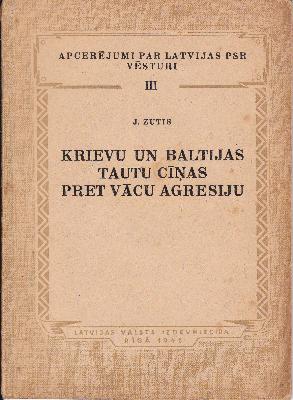 APCERĒJUMI PAR LATVIJAS PSR
VĒSTURI
III
J. ZUTIS
KRIEVU UN BALTIJAS
TAUTU CĪŅAS
PRET VĀCU AGRESIJU
LATVIJAS VALSTS IZDEVNIECĪBA
RĪGĀ